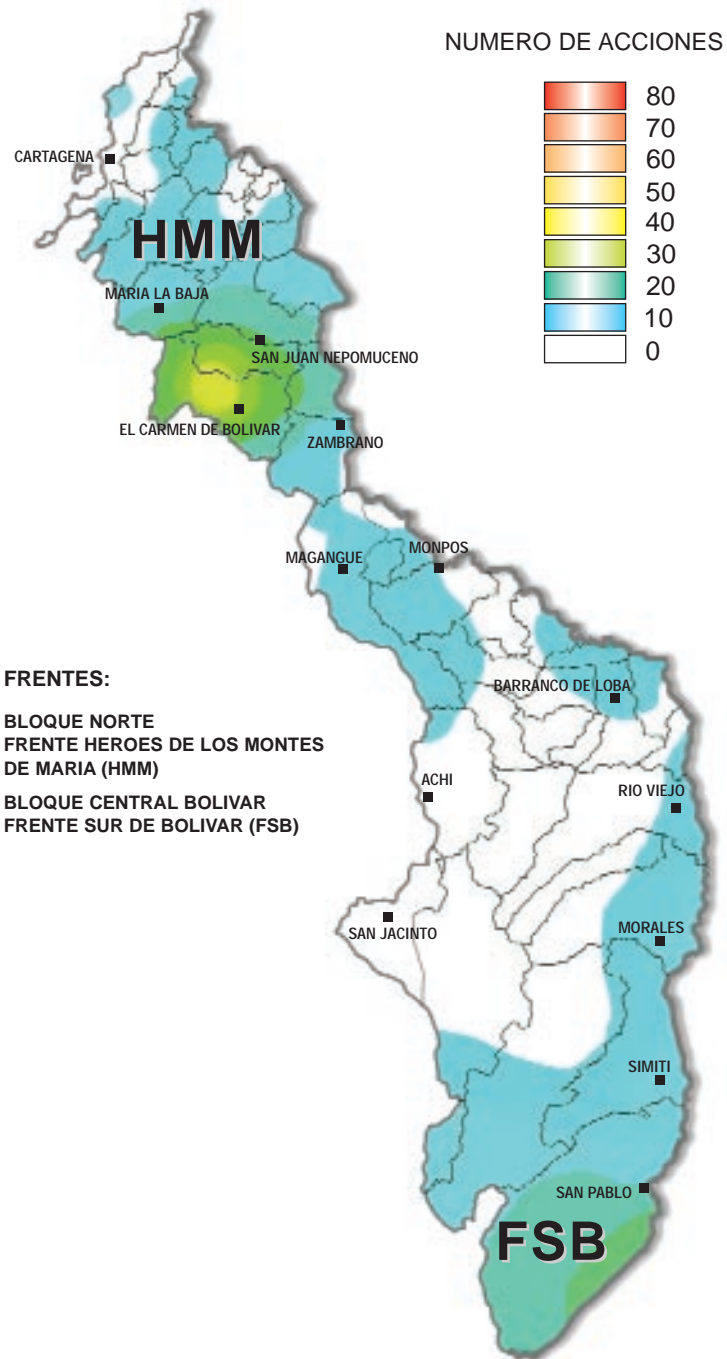 NUMERO DE ACCIONES
80
70
60
50
40
30
20
10
0
CARTAGENA
HMM
MARIA LA BAJA
SAN JUAN NEPOMUCENO
EL CARMEN DE BOLIVAR
ZAMBRANO
MAGANGUE
MONPOS
FRENTES:
BLOQUE NORTE
FRENTE HEROES DE LOS MONTES
DE MARIA (HMM)
BLOQUE CENTRAL BOLIVAR
FRENTE SUR DE BOLIVAR (FSB)
BARRANCO DE LOBA
ACHI
RIO VIEJO
SAN JACINTO
MORALES
SIMITI
SAN PABLO
FSB